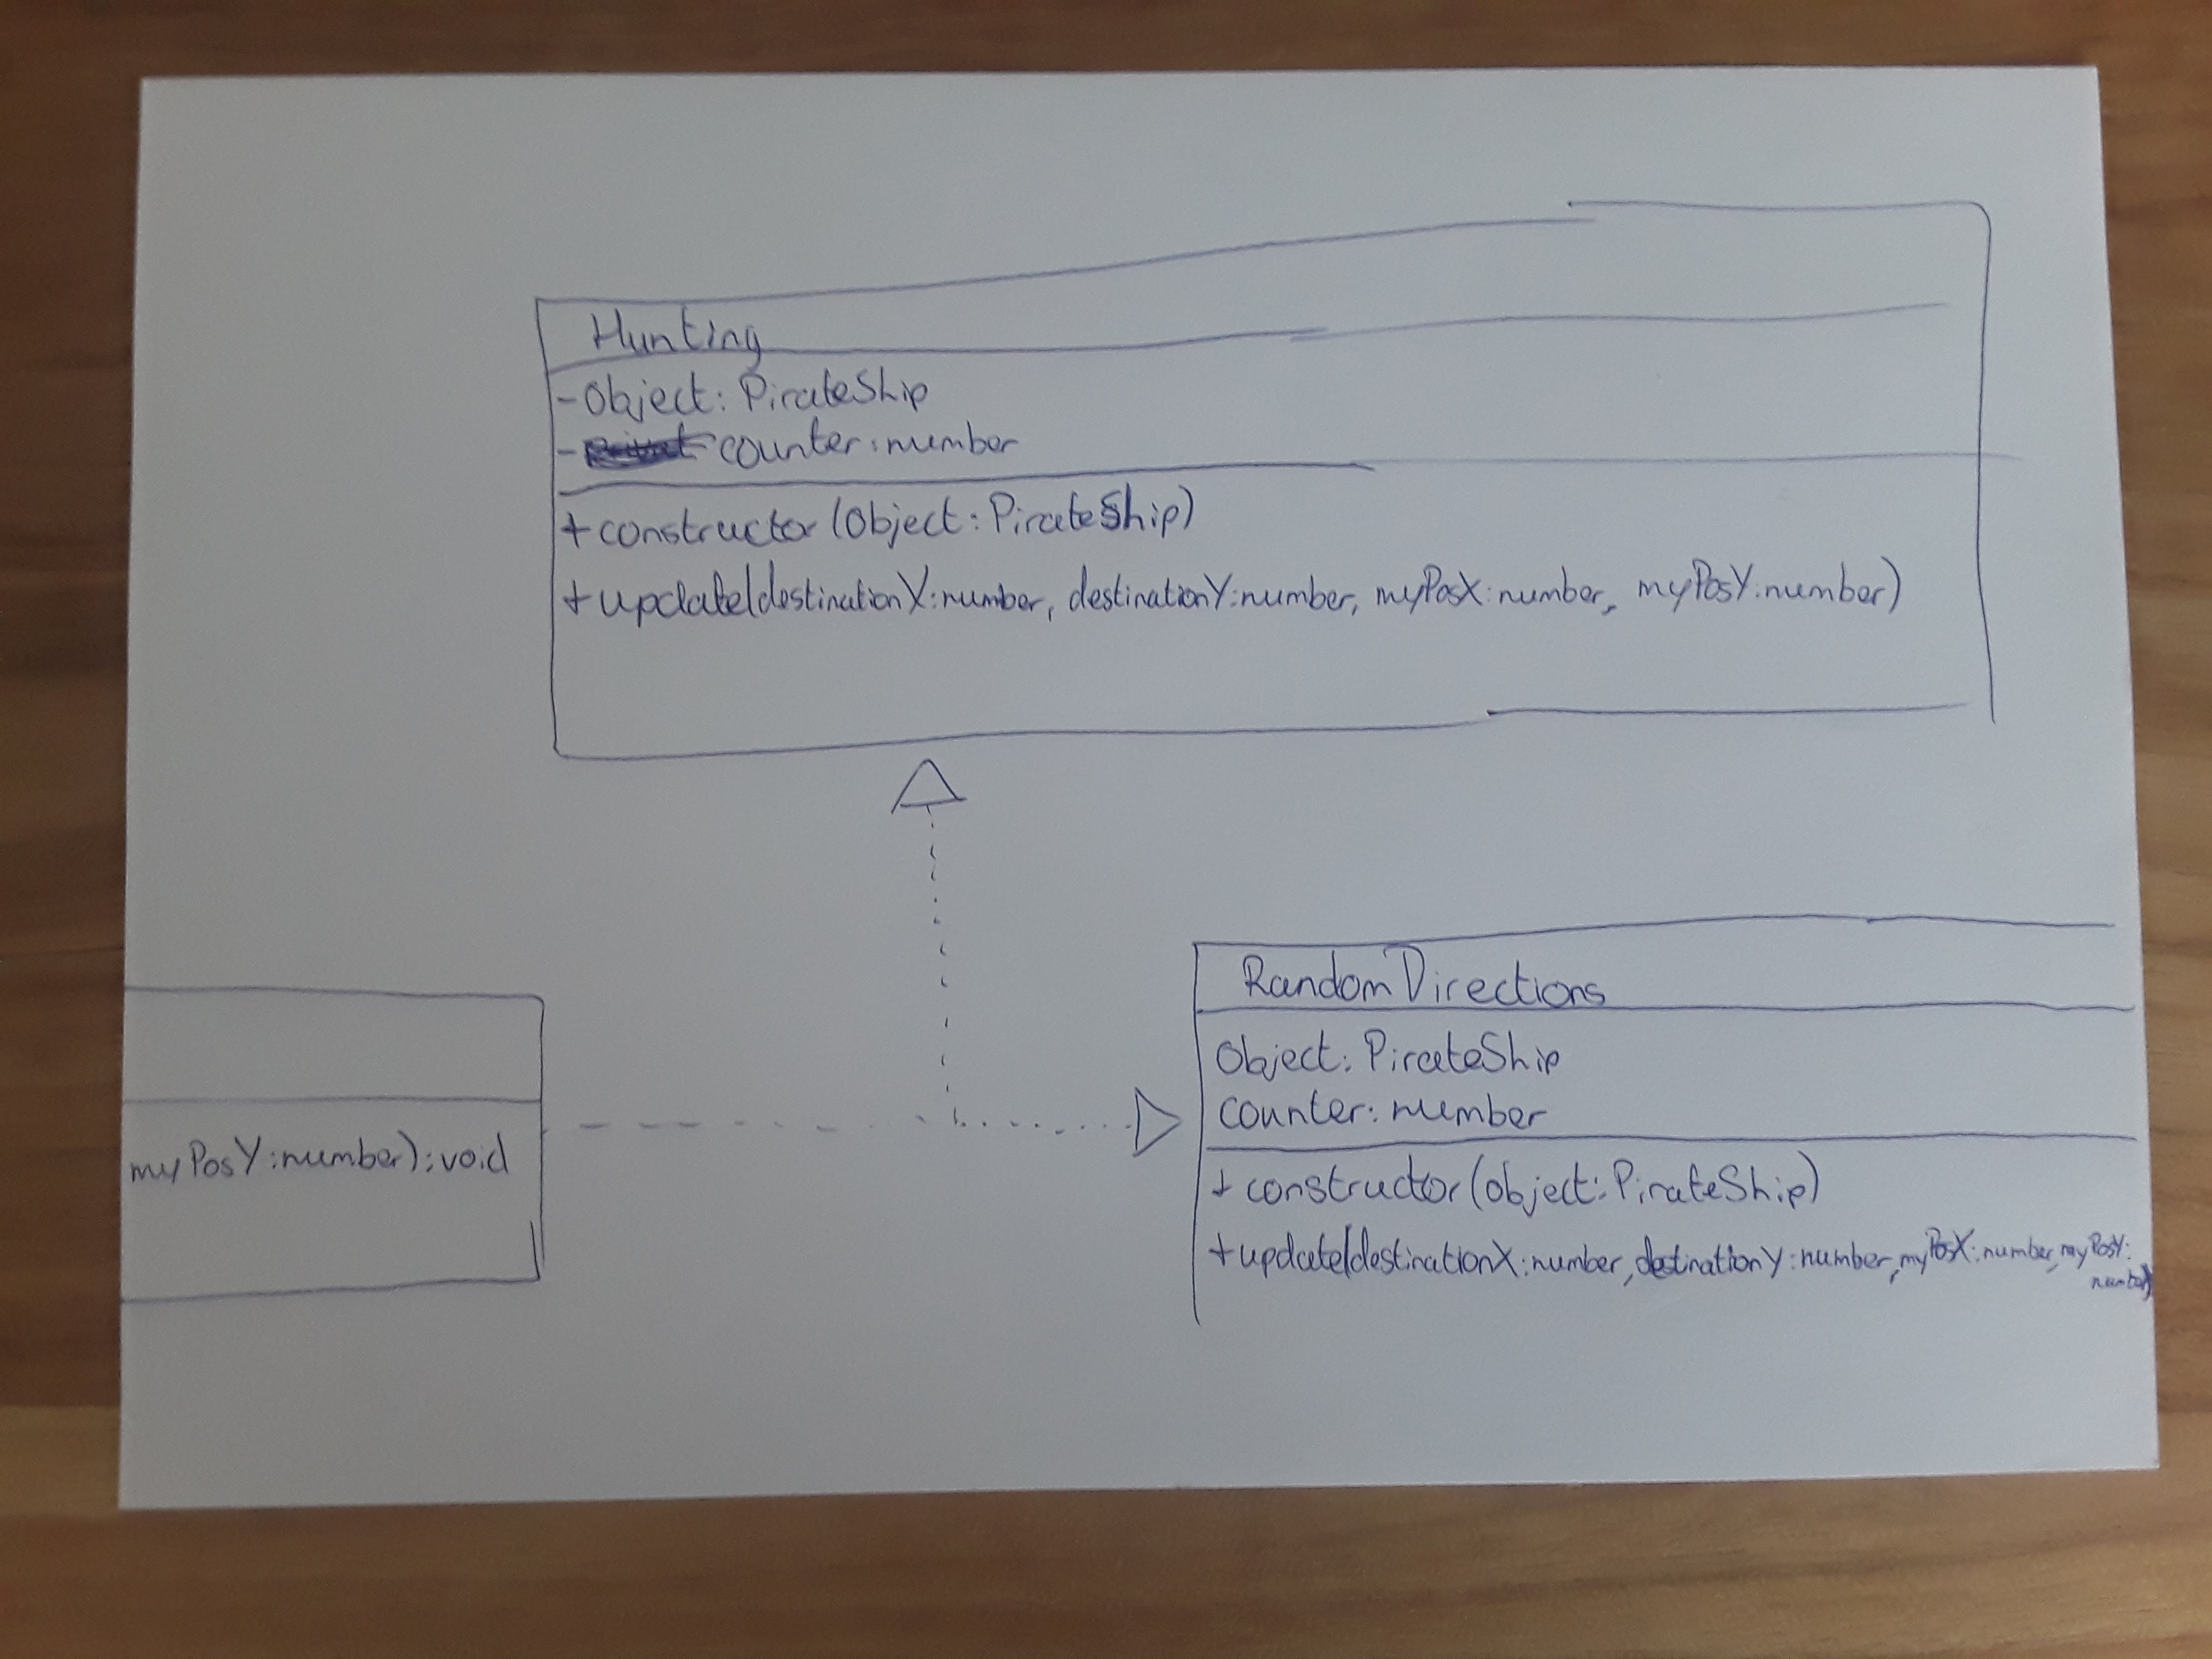 Hunting
-Object: PirateShip
- counter:number
+ constructor (Object: PirateShip)
+ update(destinationX:number, destinationY:number, myPosX:number, myPosY:number)
myPosY:number):void
RandomDirections
Object: PirateShip
counter: number
+ constructor (object: PirateShip)
+ update(destinationX:number, destinationY:number, myPosX:number, myPosY:
number)